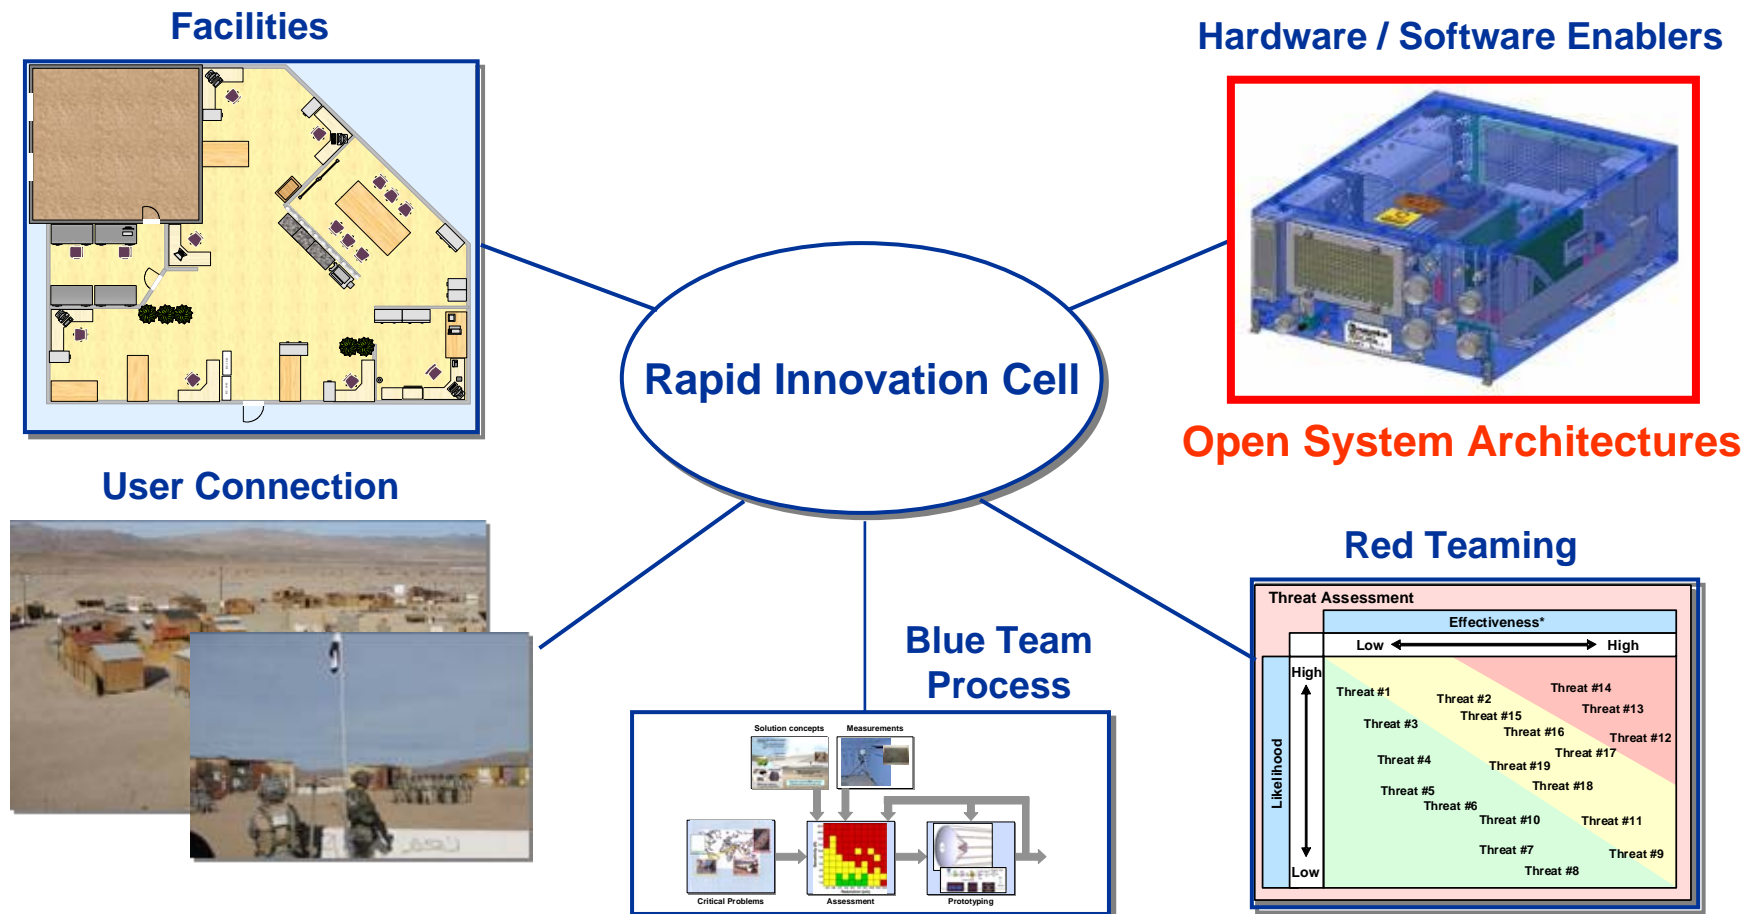 Facilities
Hardware / Software Enablers
Rapid Innovation Cell
Open System Architectures
User Connection
Blue Team
Process
Solution concepts
Measurements
Critical Problems
Assessment
Prototyping
Red Teaming
Threat Assessment
Effectiveness*
Low
High
Likelihood
High
Low
Threat #1
Threat #2
Threat #14
Threat #13
Threat #3
Threat #15
Threat #16
Threat #12
Threat #4
Threat #19
Threat #17
Threat #5
Threat #18
Threat #6
Threat #10
Threat #11
Threat #7
Threat #9
Threat #8